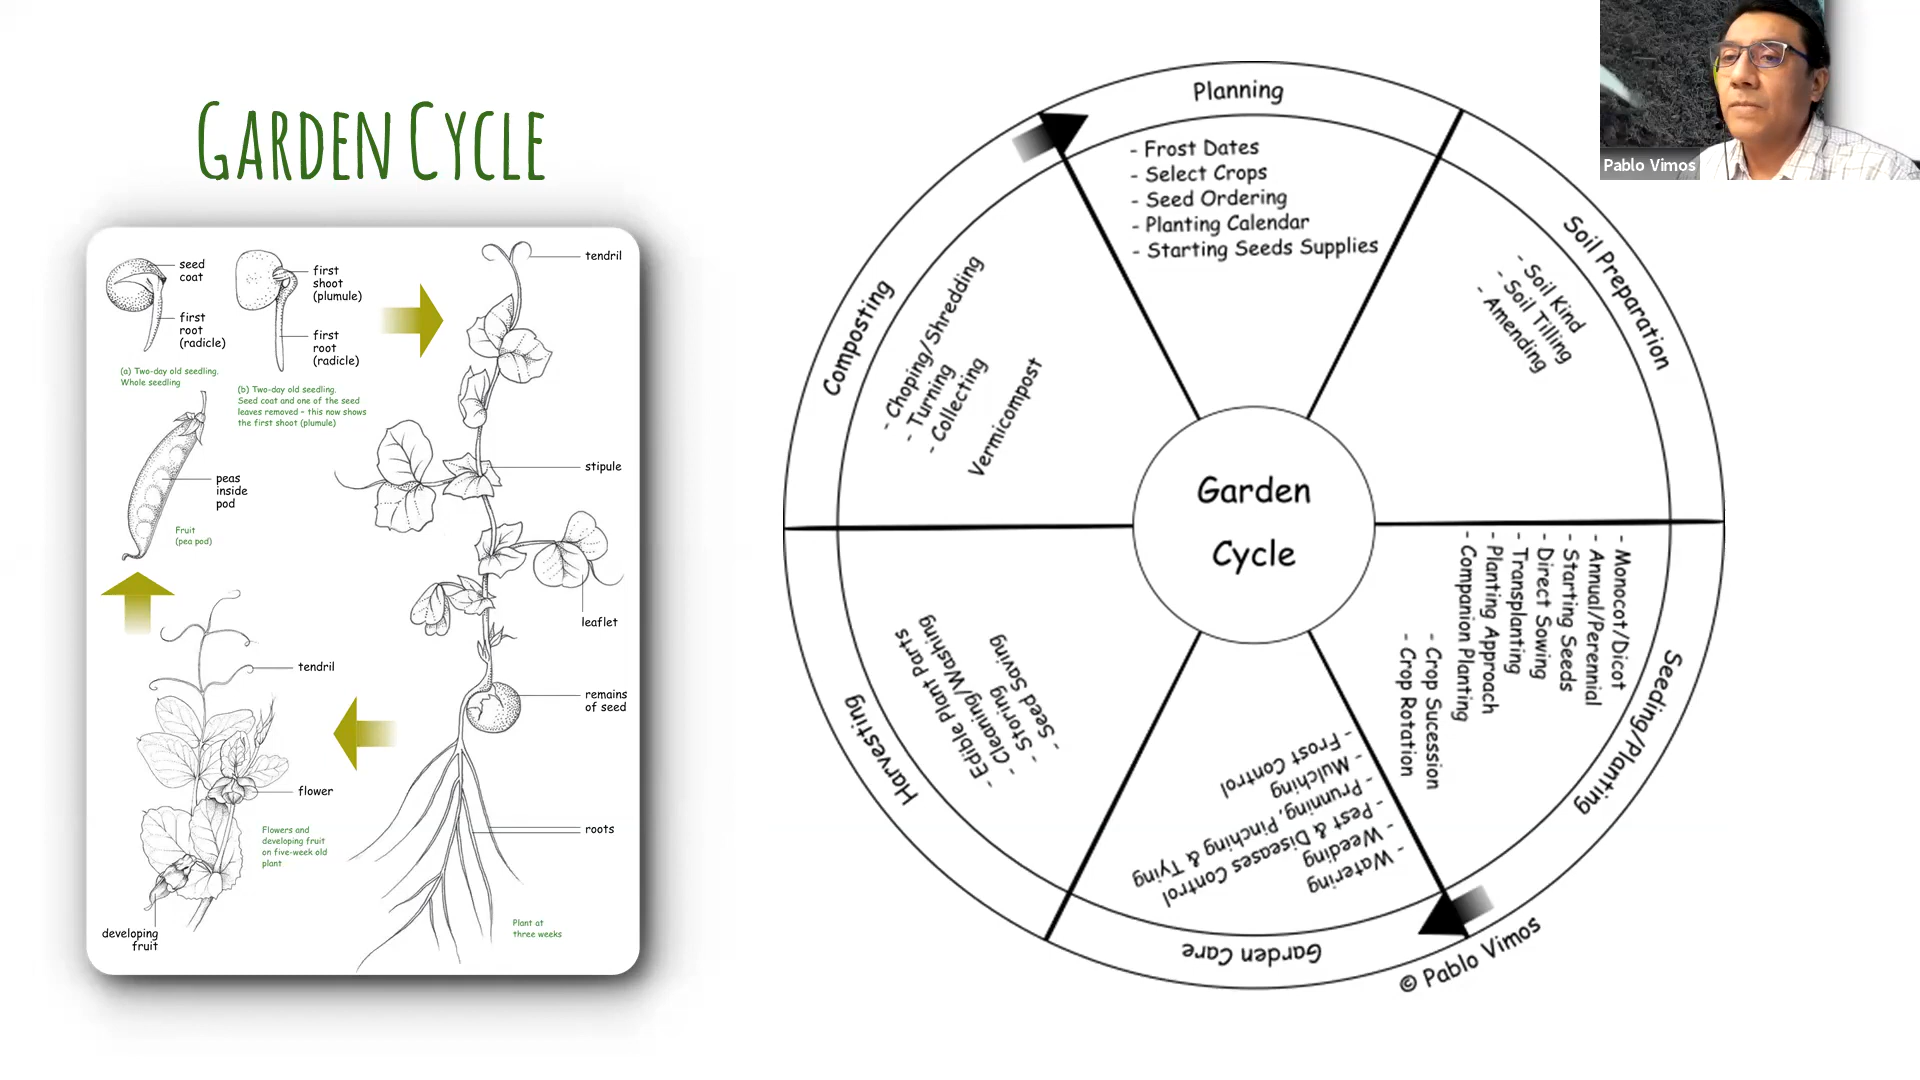 GARDEN CYCLE
seed
coat
first
root
(radicle)
first
shoot
(plumule)
first
root
(radicle)
(a) Two-day old seedling.
Whole seedling
(b) Two-day old seedling.
Seed coat and one of the seed
leaves removed – this now shows
the first shoot (plumule)
peas
inside
pod
Fruit
(pea pod)
tendril
stipule
leaflet
remains
of seed
roots
Plant at
three weeks
tendril
flower
Flowers and
developing fruit
on five-week old
plant
developing
fruit
Garden
Cycle
Planning
- Frost Dates
- Select Crops
- Seed Ordering
- Planting Calendar
- Starting Seeds Supplies
Soil Preparation
- Soil Kind
- Soil Tilling
- Amending
Seeding/Planting
- Monocot/Dicot
- Annual/Perennial
- Starting Seeds
- Direct Sowing
- Transplanting
- Planting Approach
- Companion Planting
- Crop Sucession
- Crop Rotation
Garden Care
- Watering
- Weeding
- Pest & Diseases Control
- Prunning, Pinching & Tying
- Mulching
- Frost Control
Harvesting
- Edible Plant Parts
- Cleaning/Washing
- Storing
- Seed Saving
Composting
- Choping/Shredding
- Turning
- Collecting
Vermicompost
© Pablo Vimos
Pablo Vimos